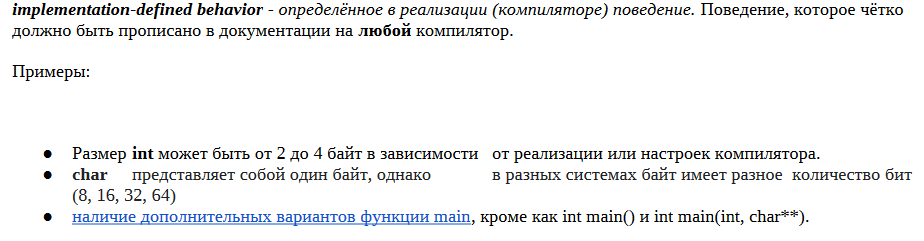 implementation-defined behavior - определённое в реализации (компиляторе) поведение. Поведение, которое чётко
должно быть прописано в документации на любой компилятор.
Примеры:
● Размер int может быть от 2 до 4 байт в зависимости от реализации или настроек компилятора.
● char представляет собой один байт, однако в разных системах байт имеет разное количество бит
(8, 16, 32, 64)
● наличие дополнительных вариантов функции main, кроме как int main() и int main(int, char**).